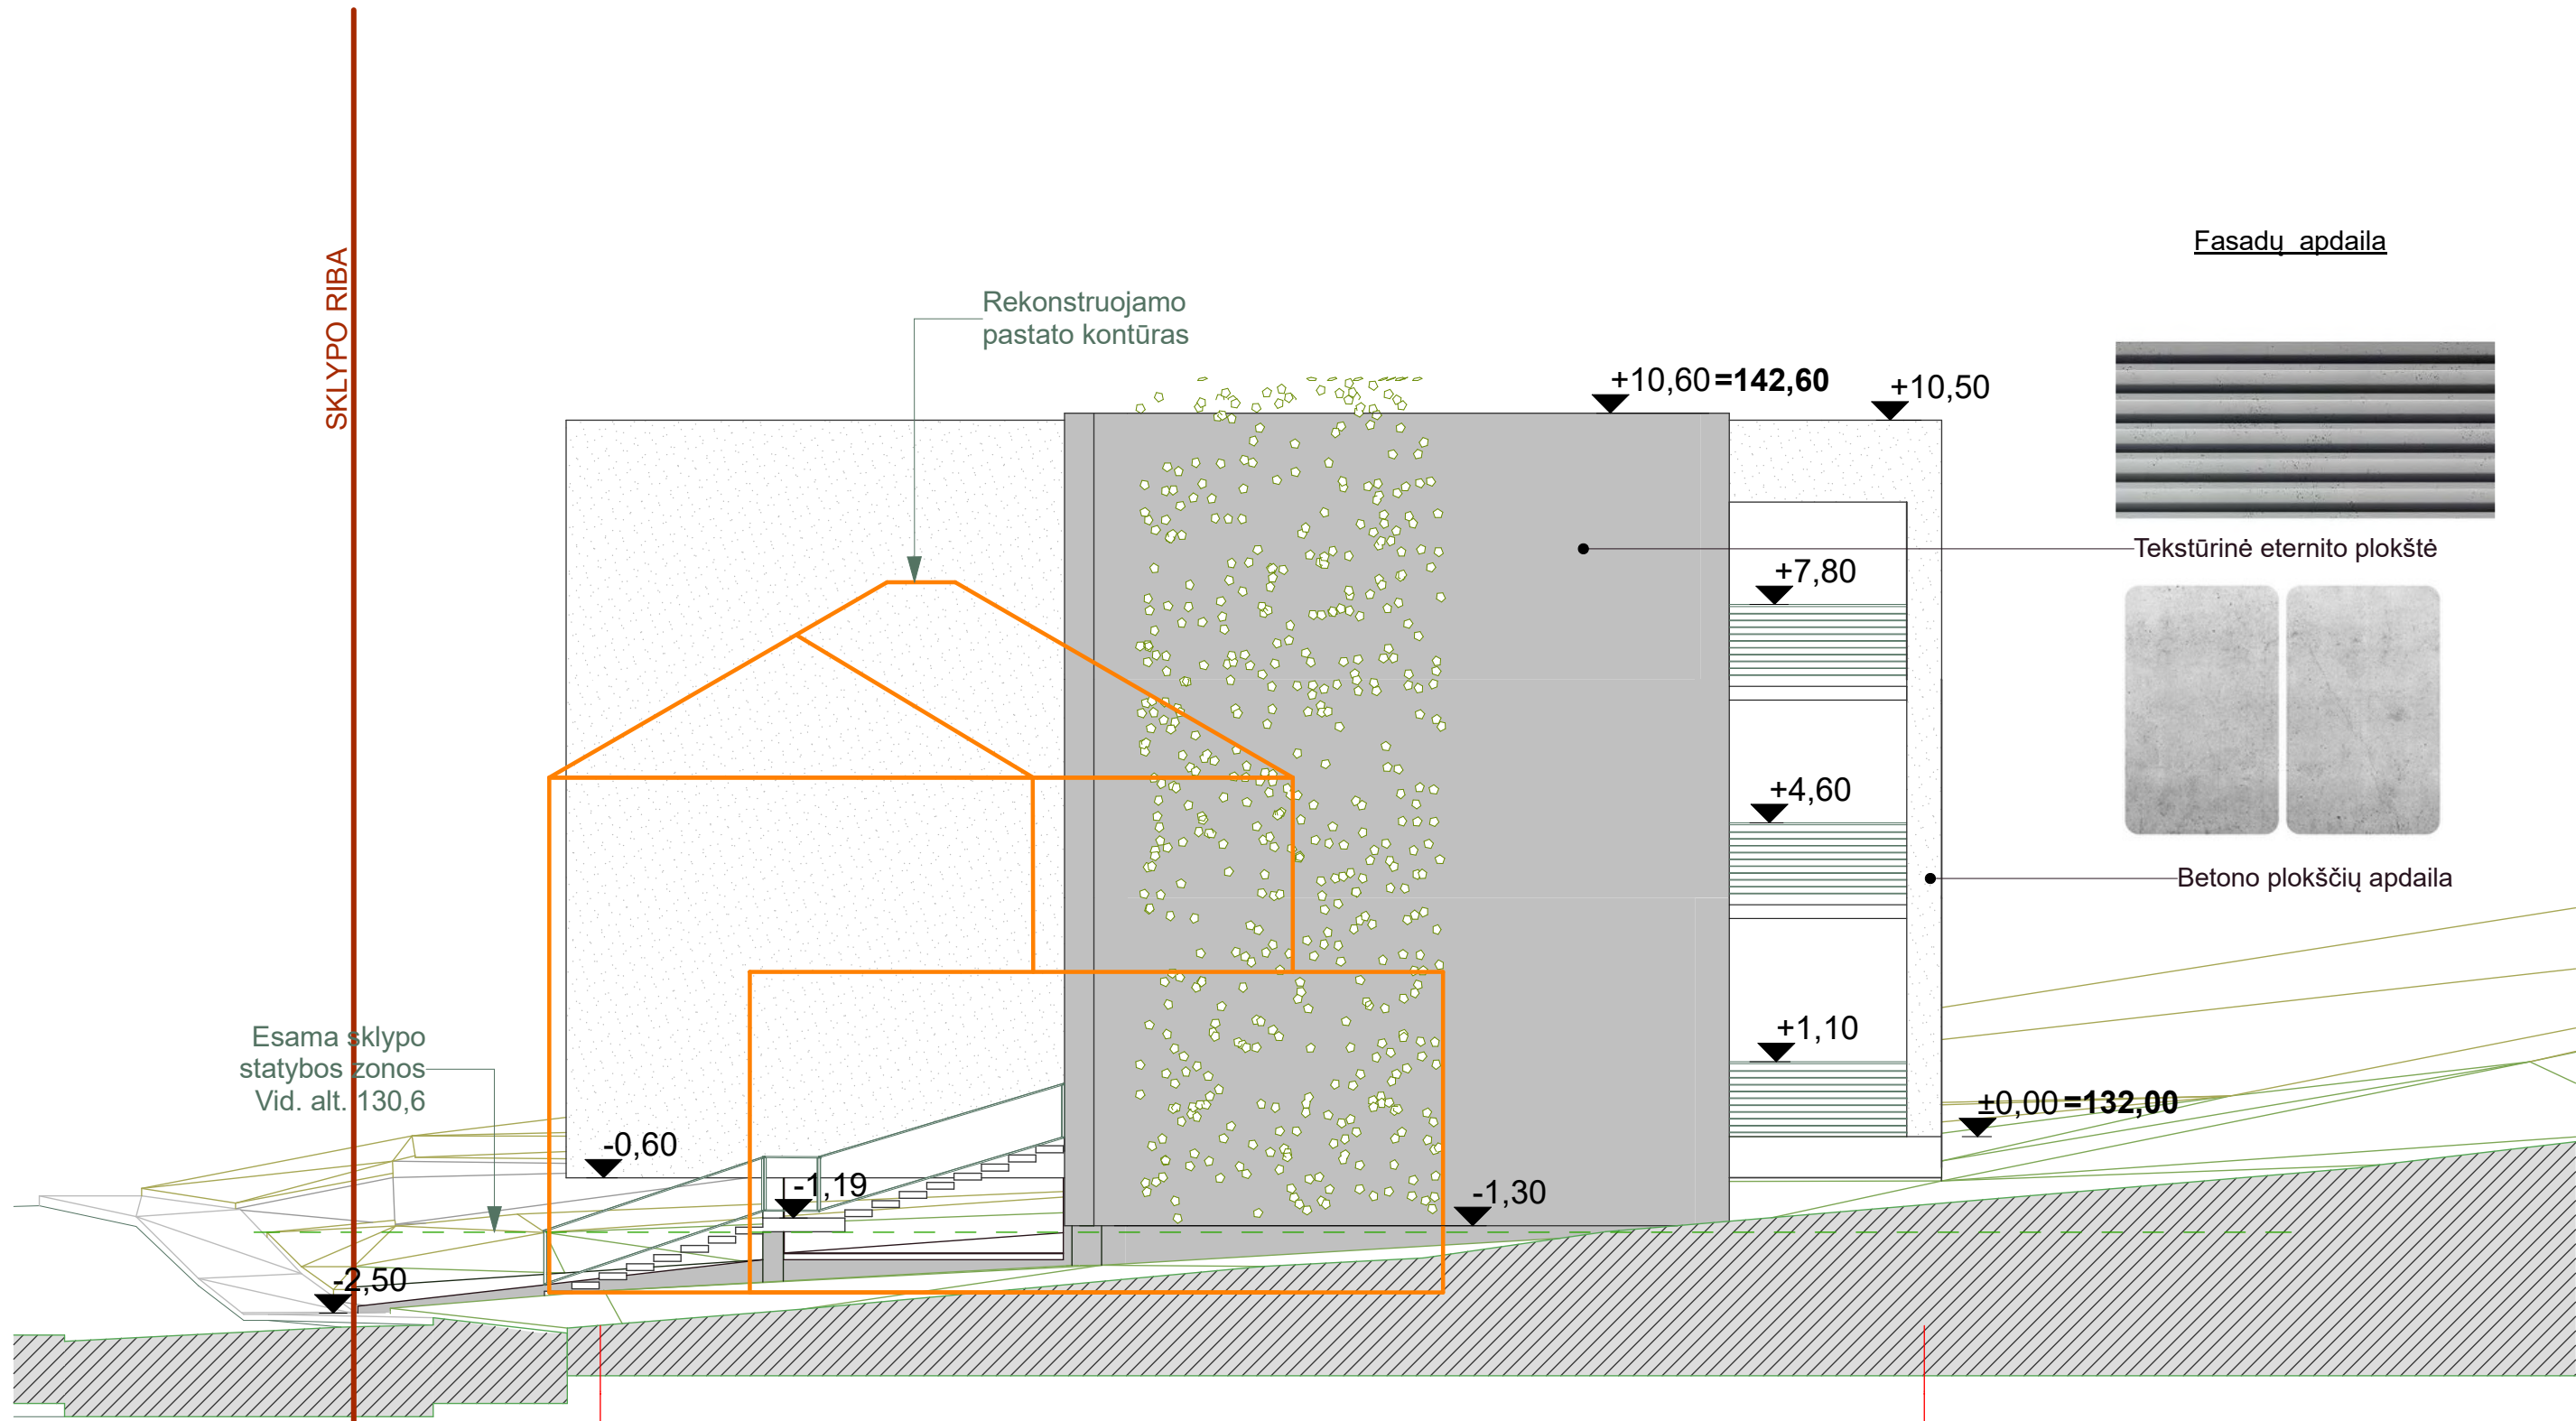 SKLYPO RIBA
Rekonstruojamo
pastato kontūras
Fasadų apdaila
+10,60=142,60
+10,50
Tekstūrinė eternito plokštė
+7,80
+4,60
Betono plokščių apdaila
+1,10
Esama sklypo
statybos zonos
Vid. alt. 130,6
±0,00=132,00
-0,60
-1,19
-1,30
-2,50